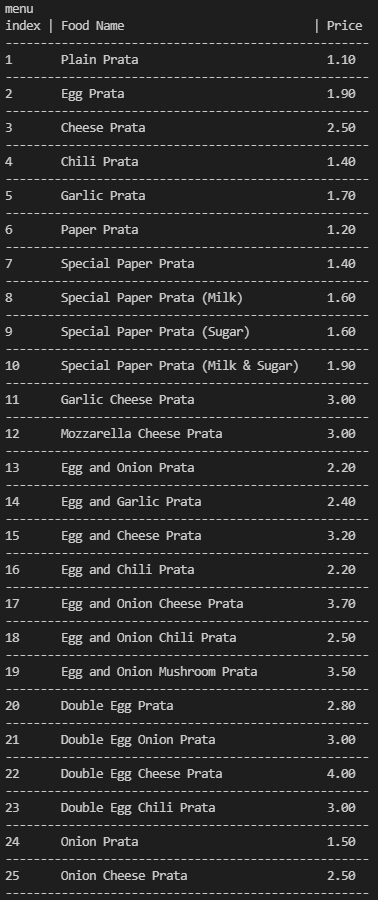 menu
index | Food Name | Price
----------------------------------------------------
1 Plain Prata 1.10
----------------------------------------------------
2 Egg Prata 1.90
----------------------------------------------------
3 Cheese Prata 2.50
----------------------------------------------------
4 Chili Prata 1.40
----------------------------------------------------
5 Garlic Prata 1.70
----------------------------------------------------
6 Paper Prata 1.20
----------------------------------------------------
7 Special Paper Prata 1.40
----------------------------------------------------
8 Special Paper Prata (Milk) 1.60
----------------------------------------------------
9 Special Paper Prata (Sugar) 1.60
----------------------------------------------------
10 Special Paper Prata (Milk & Sugar) 1.90
----------------------------------------------------
11 Garlic Cheese Prata 3.00
----------------------------------------------------
12 Mozzarella Cheese Prata 3.00
----------------------------------------------------
13 Egg and Onion Prata 2.20
----------------------------------------------------
14 Egg and Garlic Prata 2.40
----------------------------------------------------
15 Egg and Cheese Prata 3.20
----------------------------------------------------
16 Egg and Chili Prata 2.20
----------------------------------------------------
17 Egg and Onion Cheese Prata 3.70
----------------------------------------------------
18 Egg and Onion Chili Prata 2.50
----------------------------------------------------
19 Egg and Onion Mushroom Prata 3.50
----------------------------------------------------
20 Double Egg Prata 2.80
----------------------------------------------------
21 Double Egg Onion Prata 3.00
----------------------------------------------------
22 Double Egg Cheese Prata 4.00
----------------------------------------------------
23 Double Egg Chili Prata 3.00
----------------------------------------------------
24 Onion Prata 1.50
----------------------------------------------------
25 Onion Cheese Prata 2.50
----------------------------------------------------